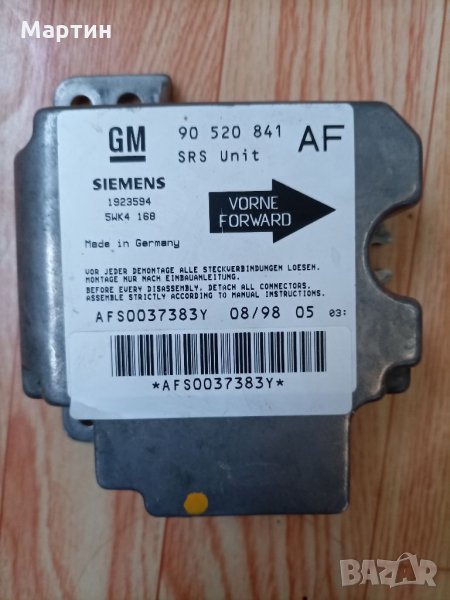 Мартин
GM
90 520 841 AF
SRS Unit
SIEMENS
1923594
5WK4 168
VORNE
FORWARD
Made in Germany
VOR JEDER DEMONTAGE ALLE STECKVERBINDUNGEN LOESEN.
MONTAGE NUR NACH EINBAUANLEITUNG.
BEFORE EVERY DISASSEMBLY, DETACH ALL CONNECTORS.
ASSEMBLE STRICTLY ACCORDING TO MANUAL INSTRUCTIONS.
AFS0037383Y 08/98 05 03:
*AFS0037383Y*
BAZAR